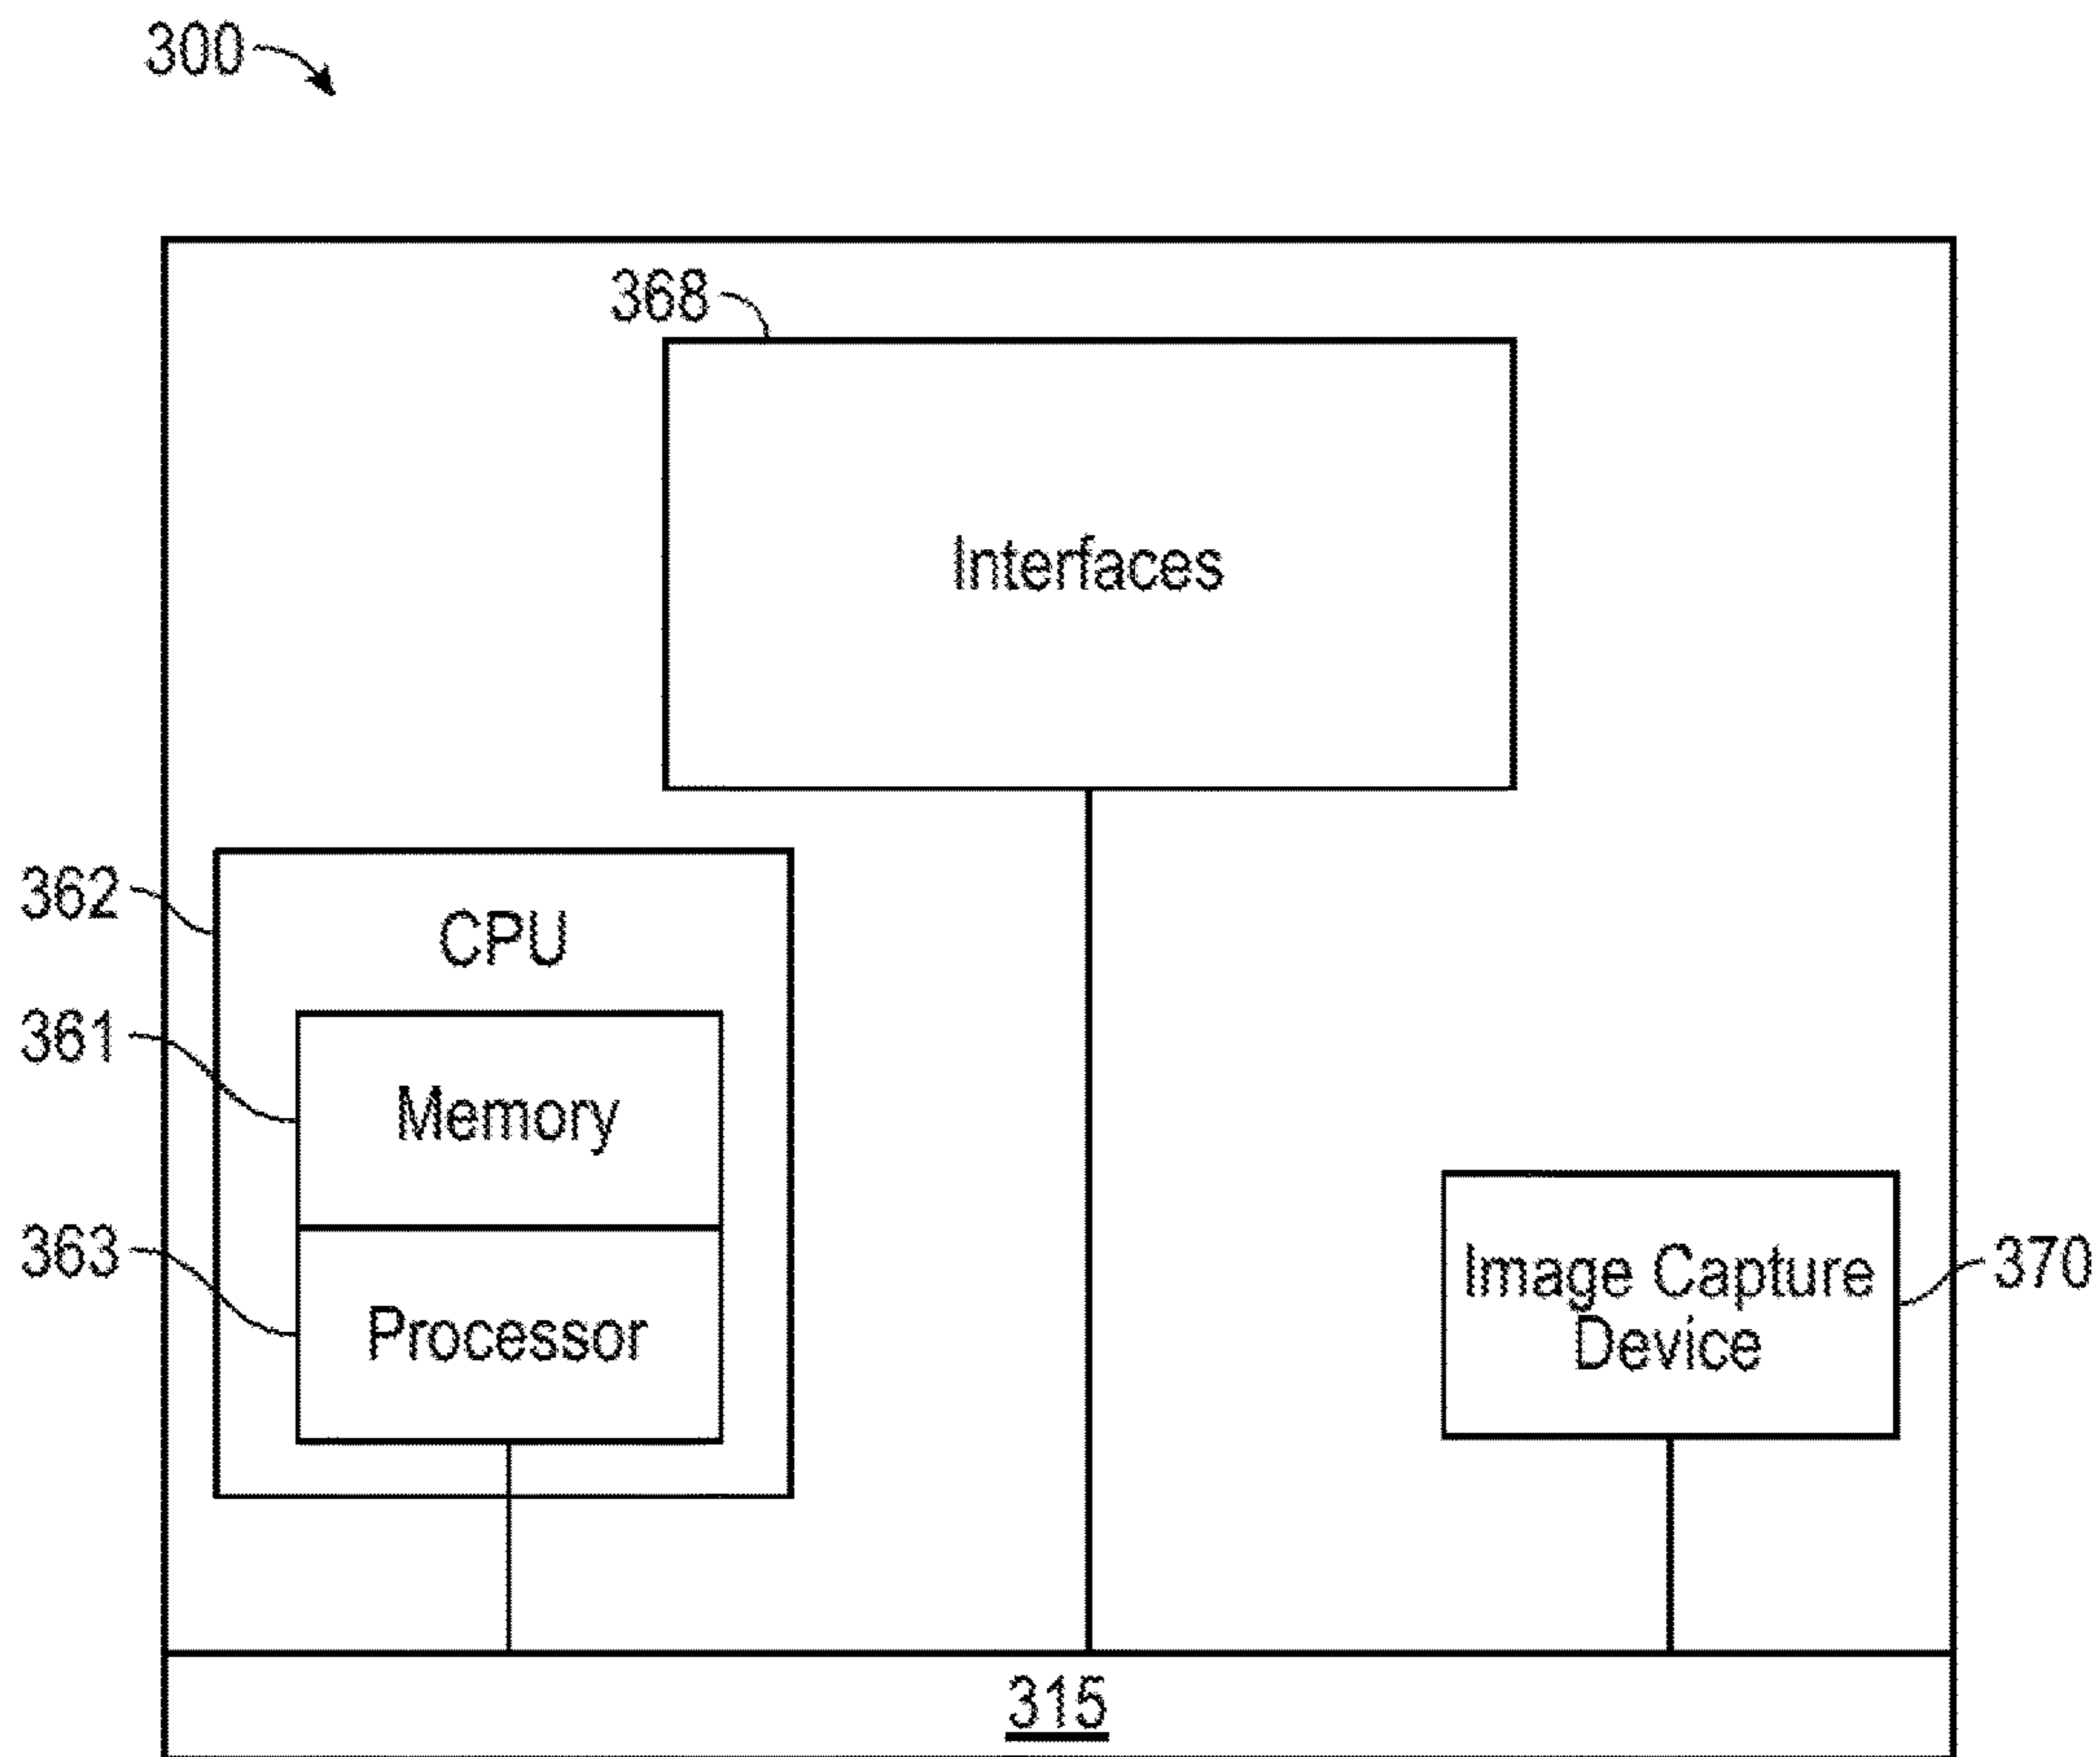 300
368
Interfaces
362
CPU
361
Memory
363
Processor
Image Capture
Device
370
315